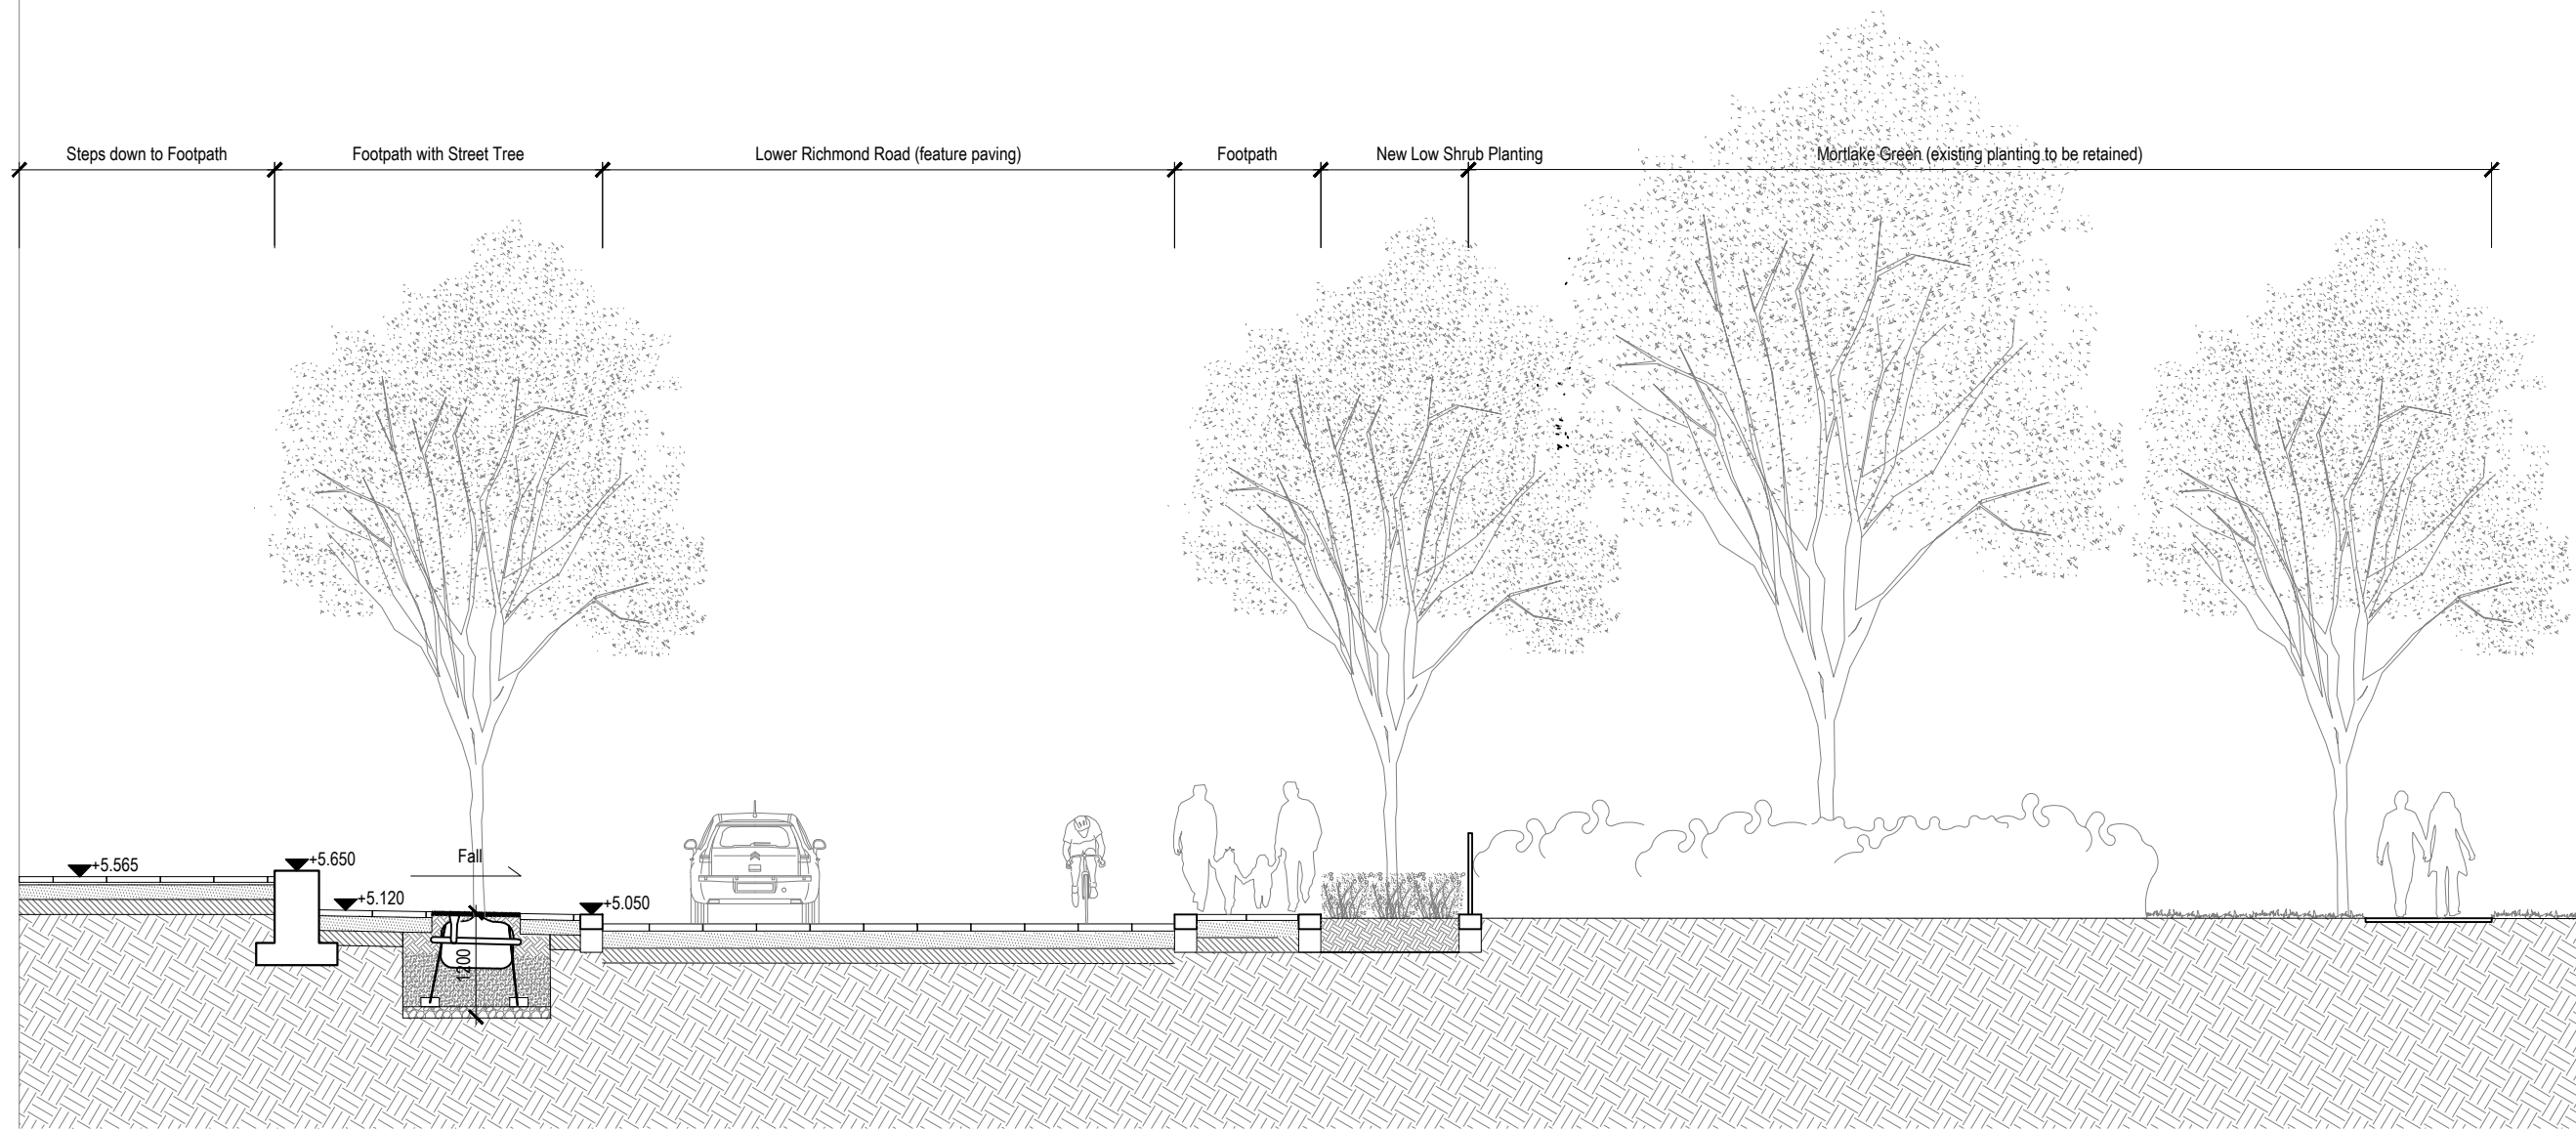 Steps down to Footpath
Footpath with Street Tree
Lower Richmond Road (feature paving)
Footpath
New Low Shrub Planting
Mortlake Green (existing planting to be retained)
+5.565
+5.650
Fall
+5.120
+5.050
1200